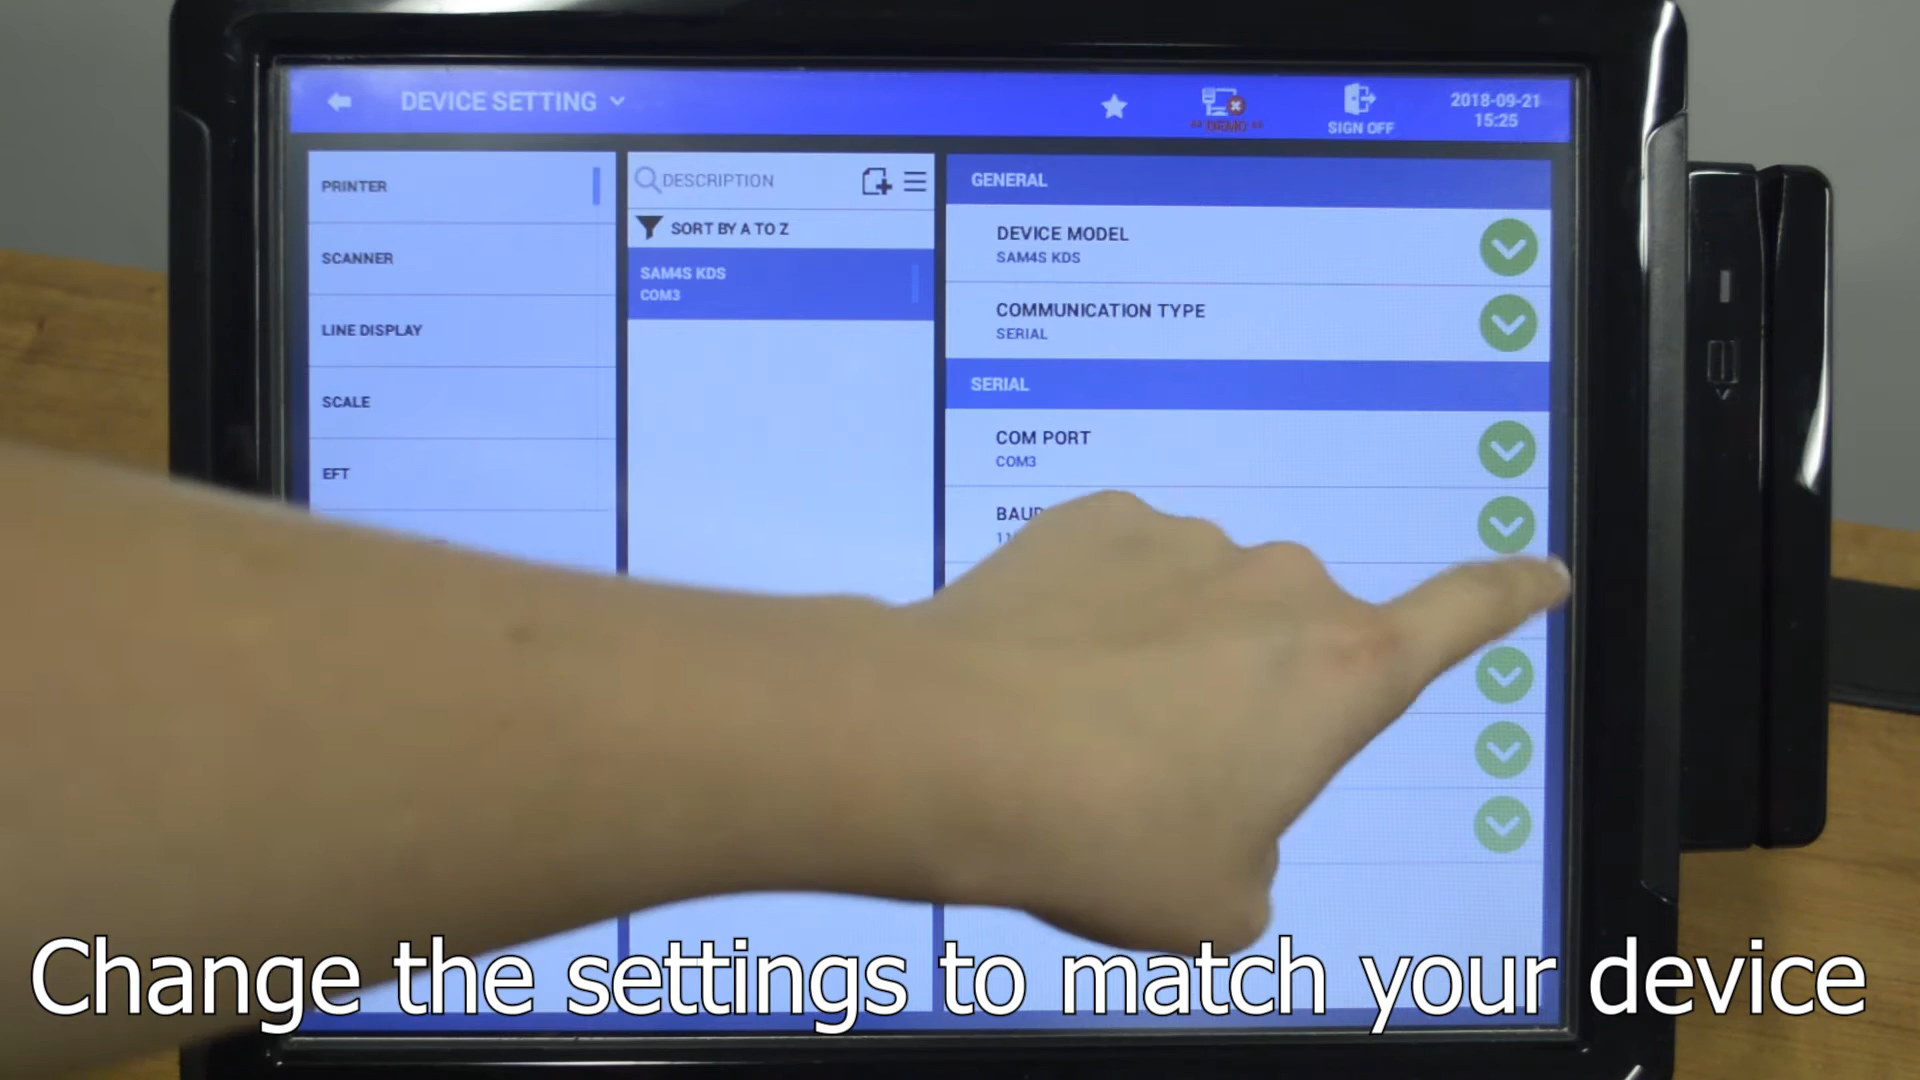 DEVICE SETTING
** DEMO **
SIGN OFF
2018-09-21
15:25
PRINTER
SCANNER
LINE DISPLAY
SCALE
EFT
DESCRIPTION
SORT BY A TO Z
SAM4S KDS
COM3
GENERAL
DEVICE MODEL
SAM4S KDS
COMMUNICATION TYPE
SERIAL
SERIAL
COM PORT
COM3
Change the settings to match your device